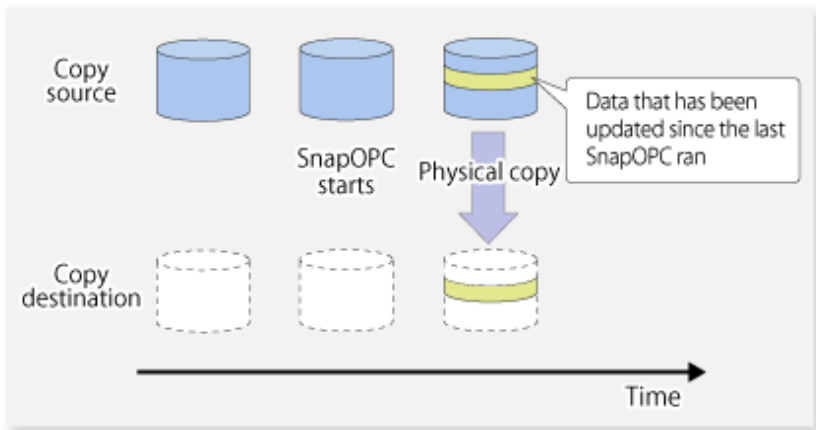 Copy
source
Data that has been
updated since the last
SnapOPC ran
SnapOPC
starts
Physical copy
Copy
destination
Time